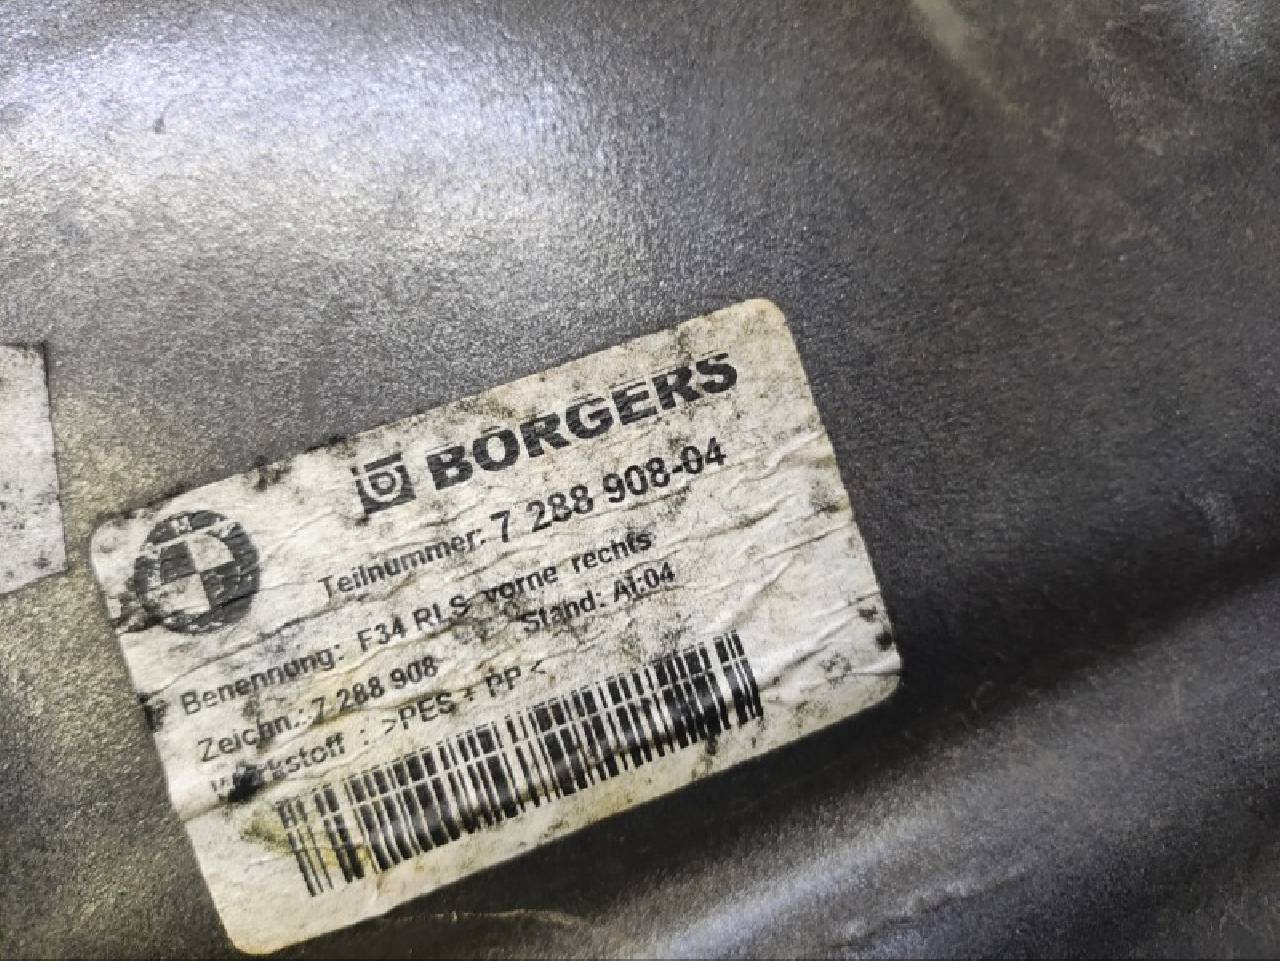 BORGERS
Teilnummer: 7 288 908-04
Benennung: F34 RLS vorne rechts
Zeichn.: 7 288 908 Stand: AI:04
Werkstoff : >PES + PP<